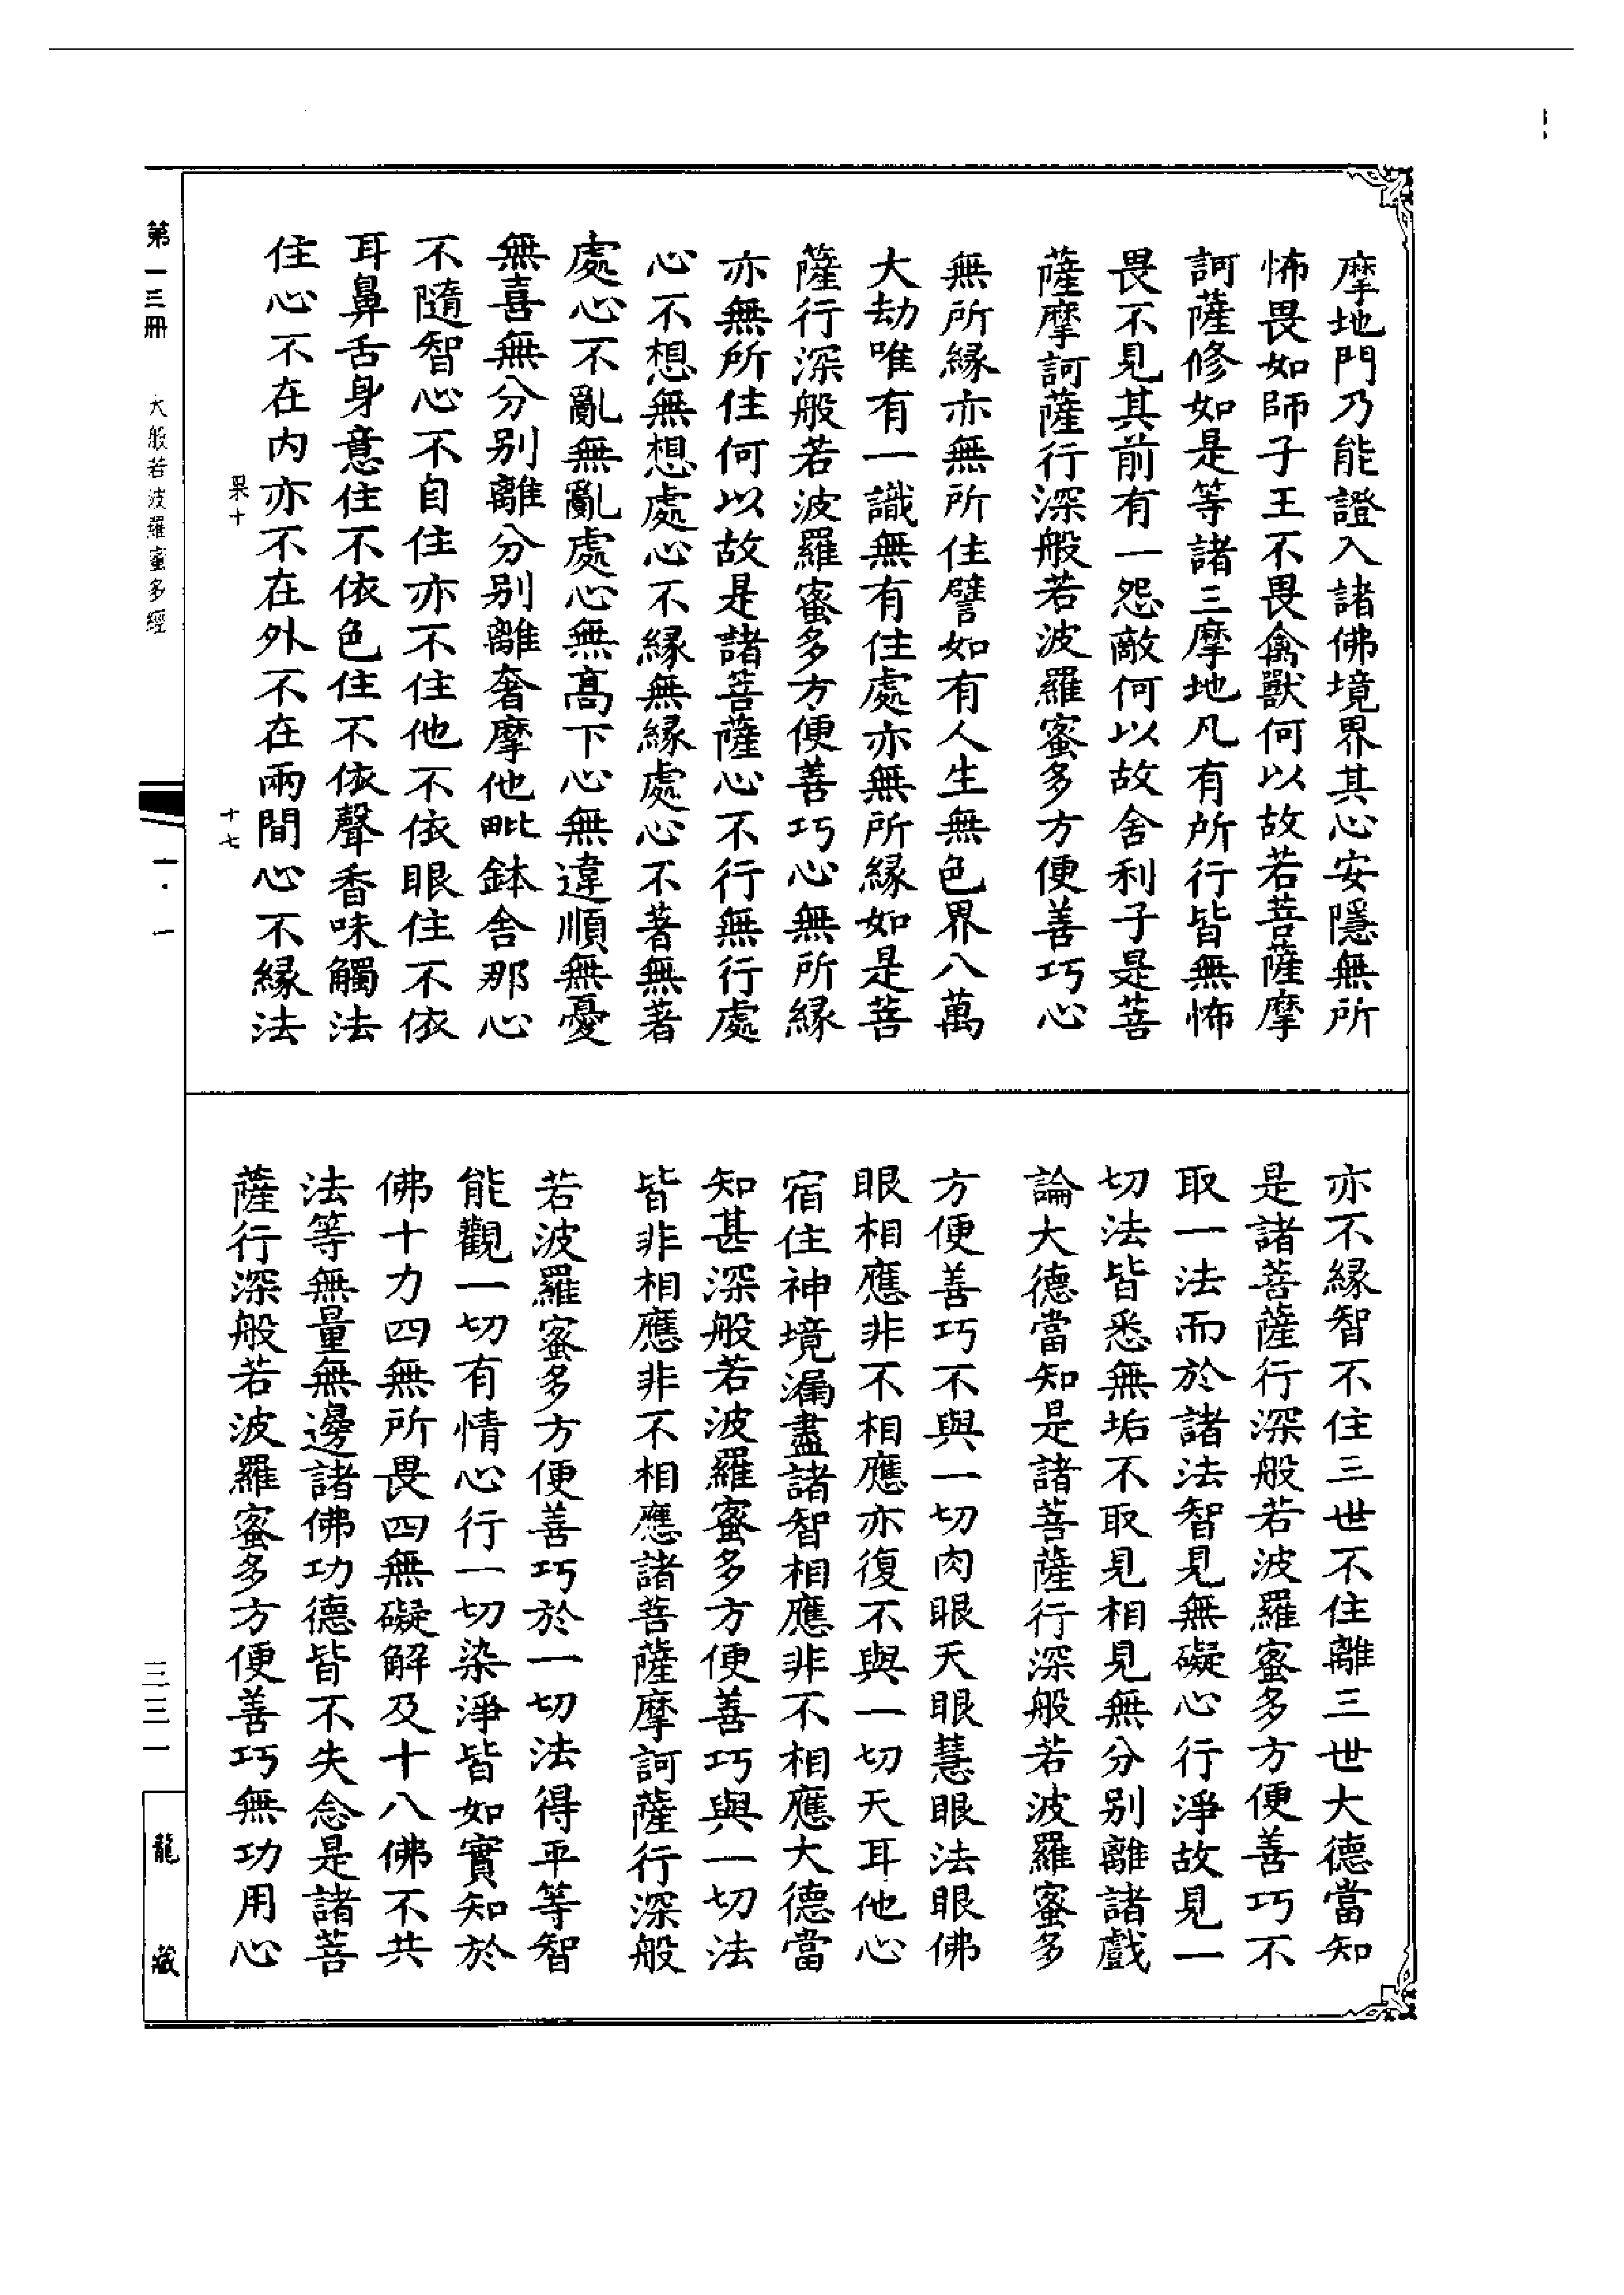 摩地門乃能證入諸佛境界其心安隱無所
怖畏如師子王不畏禽獸何以故若菩薩摩
訶薩修如是等諸三摩地凡有所行皆無怖
畏不見其前有一怨敵何以故舍利子是菩
薩摩訶薩行深般若波羅蜜多方便善巧心
無所緣亦無所住譬如有人生無色界八萬
大劫唯有一識無有住處亦無所緣如是菩
薩行深般若波羅蜜多方便善巧心無所緣
亦無所住何以故是諸菩薩心不行無行處
心不想無想處心不緣無緣處心不著無著
處心不亂無亂處心無高下心無違順無憂
無喜無分別離分別離奢摩他毗鉢舍那心
不隨智心不自住亦不住他不依眼住不依
耳鼻舌身意住不依色住不依聲香味觸法
住心不在內亦不在外不在兩間心不緣法
果十
十七
亦不緣智不住三世不住離三世大德當知
是諸菩薩行深般若波羅蜜多方便善巧不
取一法而於諸法智見無礙心行淨故見一
切法皆悉無垢不取見相見無分別離諸戲
論大德當知是諸菩薩行深般若波羅蜜多
方便善巧不與一切肉眼天眼慧眼法眼佛
眼相應非不相應亦復不與一切天耳他心
宿住神境漏盡諸智相應非不相應大德當
知甚深般若波羅蜜多方便善巧與一切法
皆非相應非不相應諸菩薩摩訶薩行深般
若波羅蜜多方便善巧於一切法得平等智
能觀一切有情心行一切染淨皆如實知於
佛十力四無所畏四無礙解及十八佛不共
法等無量無邊諸佛功德皆不失念是諸菩
薩行深般若波羅蜜多方便善巧無功用心
第一三冊
大般若波羅蜜多經
一·一
三三一
龍藏